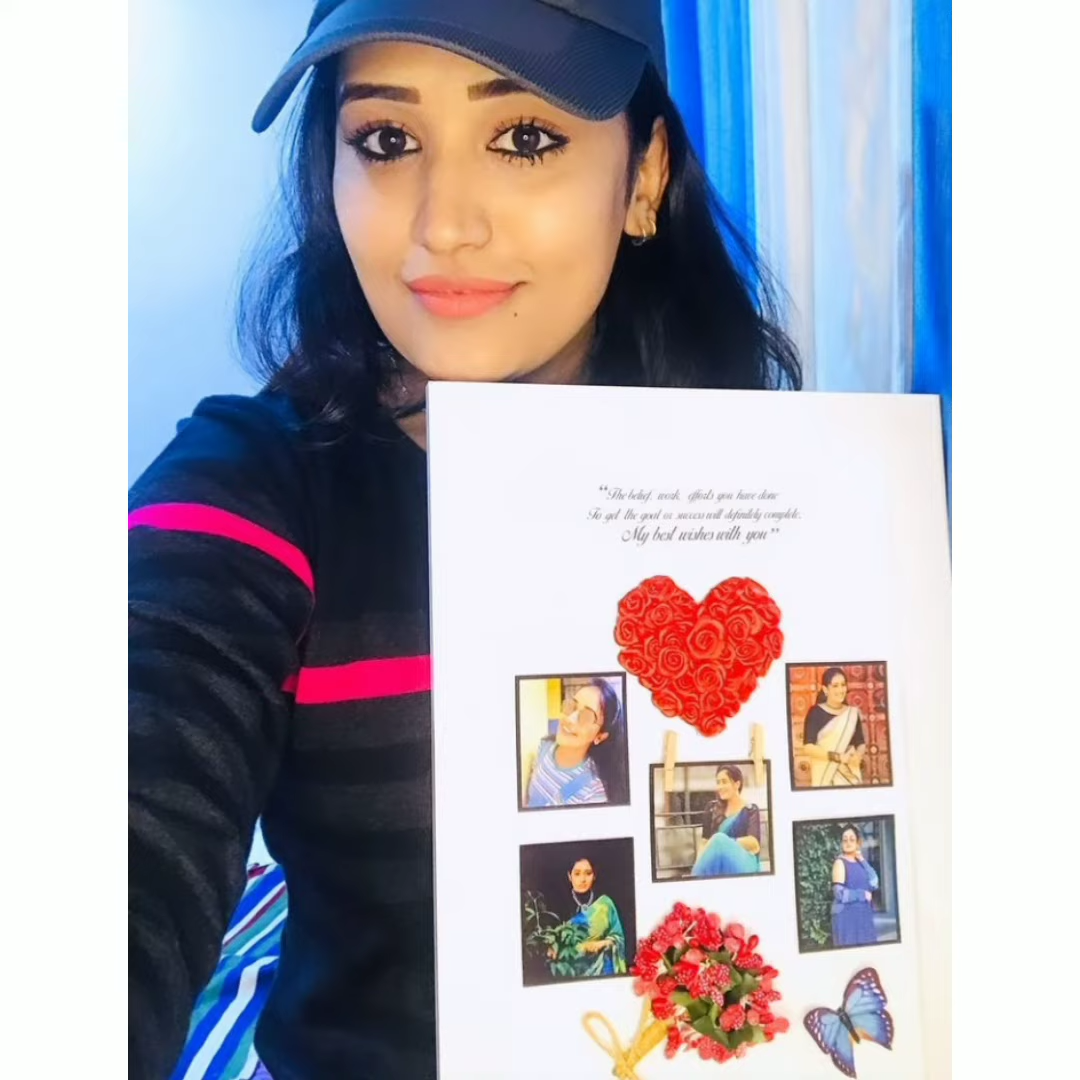 “The belief, work, efforts you have done
To get the goal or success will definitely complete.
My best wishes with you”